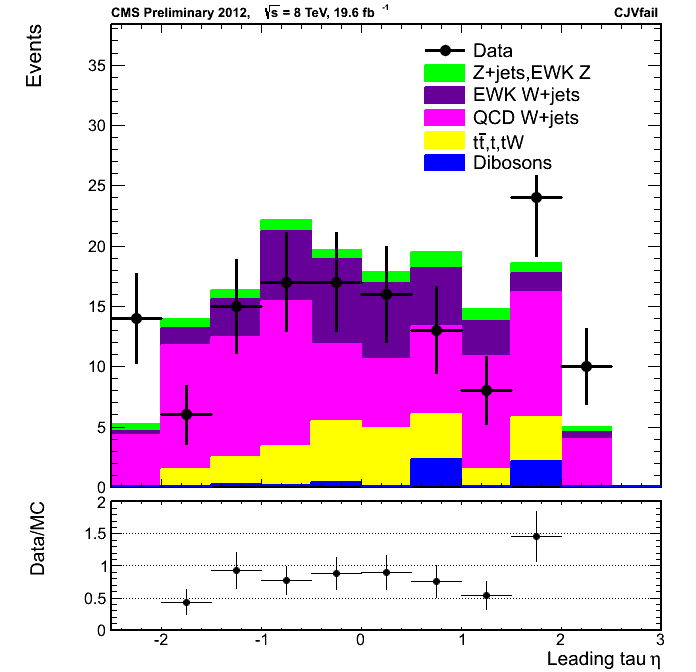 CMS Preliminary 2012, √s = 8 TeV, 19.6 fb⁻¹ CJVfail
Events
Data
Z+jets,EWK Z
EWK W+jets
QCD W+jets
tt̄,t,tW
Dibosons
35
30
25
20
15
10
5
0
Data/MC
2
1.5
1
0.5
0
-2 -1 0 1 2 3
Leading tau η